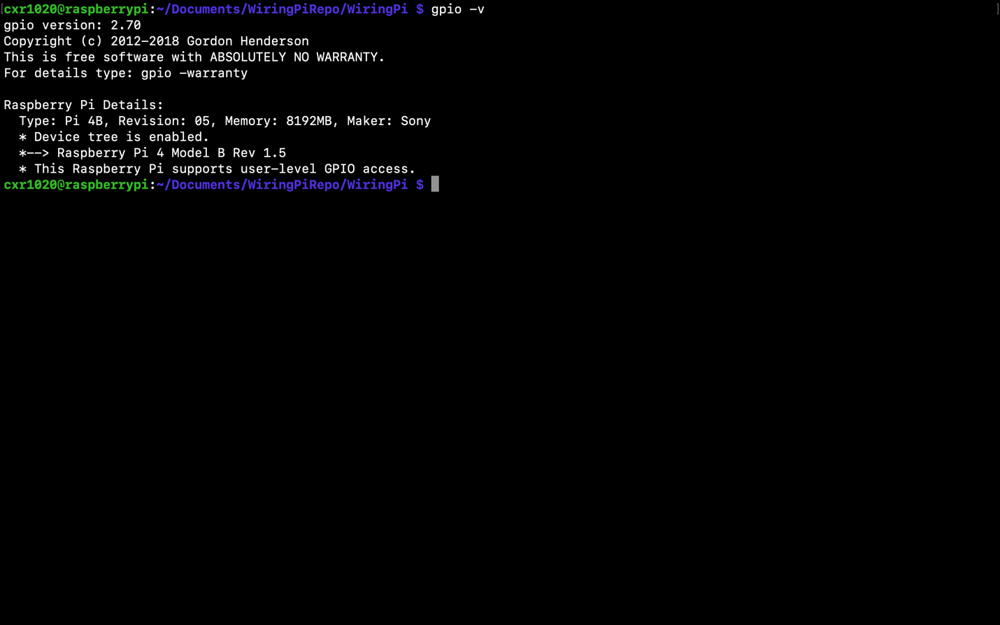 [cxr1020@raspberrypi:~/Documents/WiringPiRepo/WiringPi $ gpio -v ]
gpio version: 2.70
Copyright (c) 2012-2018 Gordon Henderson
This is free software with ABSOLUTELY NO WARRANTY.
For details type: gpio -warranty

Raspberry Pi Details:
  Type: Pi 4B, Revision: 05, Memory: 8192MB, Maker: Sony
  * Device tree is enabled.
  *--> Raspberry Pi 4 Model B Rev 1.5
  * This Raspberry Pi supports user-level GPIO access.
cxr1020@raspberrypi:~/Documents/WiringPiRepo/WiringPi $